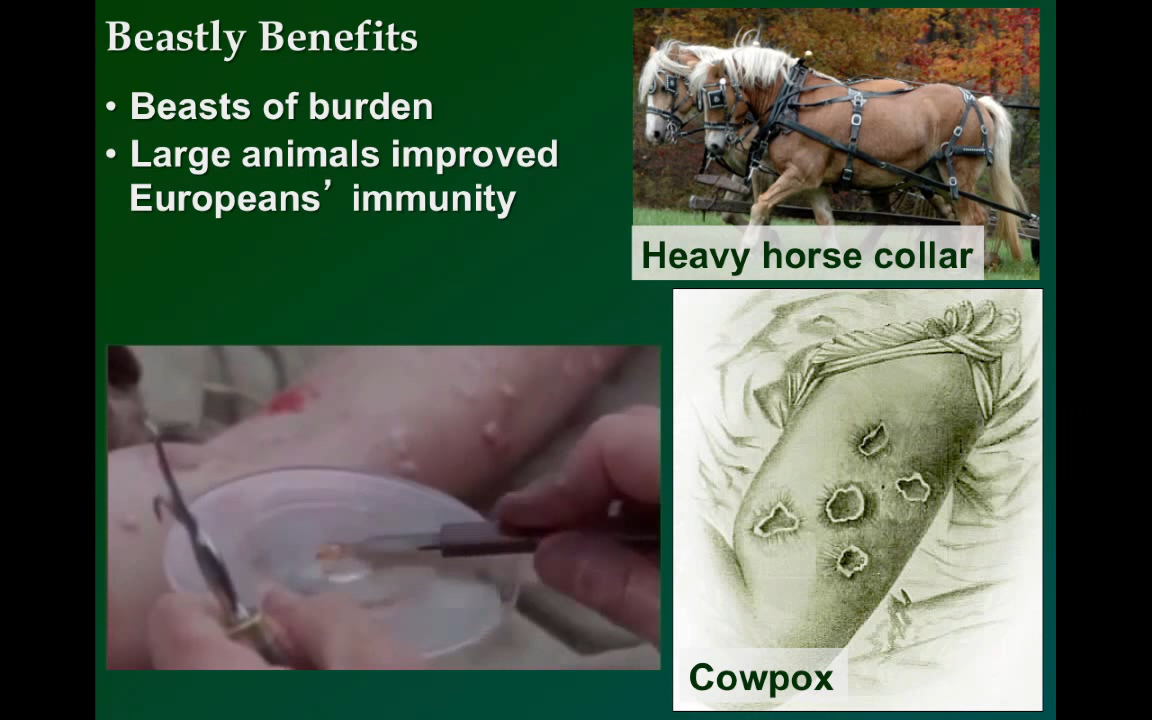 Beastly Benefits
• Beasts of burden
• Large animals improved
Europeans’ immunity
Heavy horse collar
Cowpox